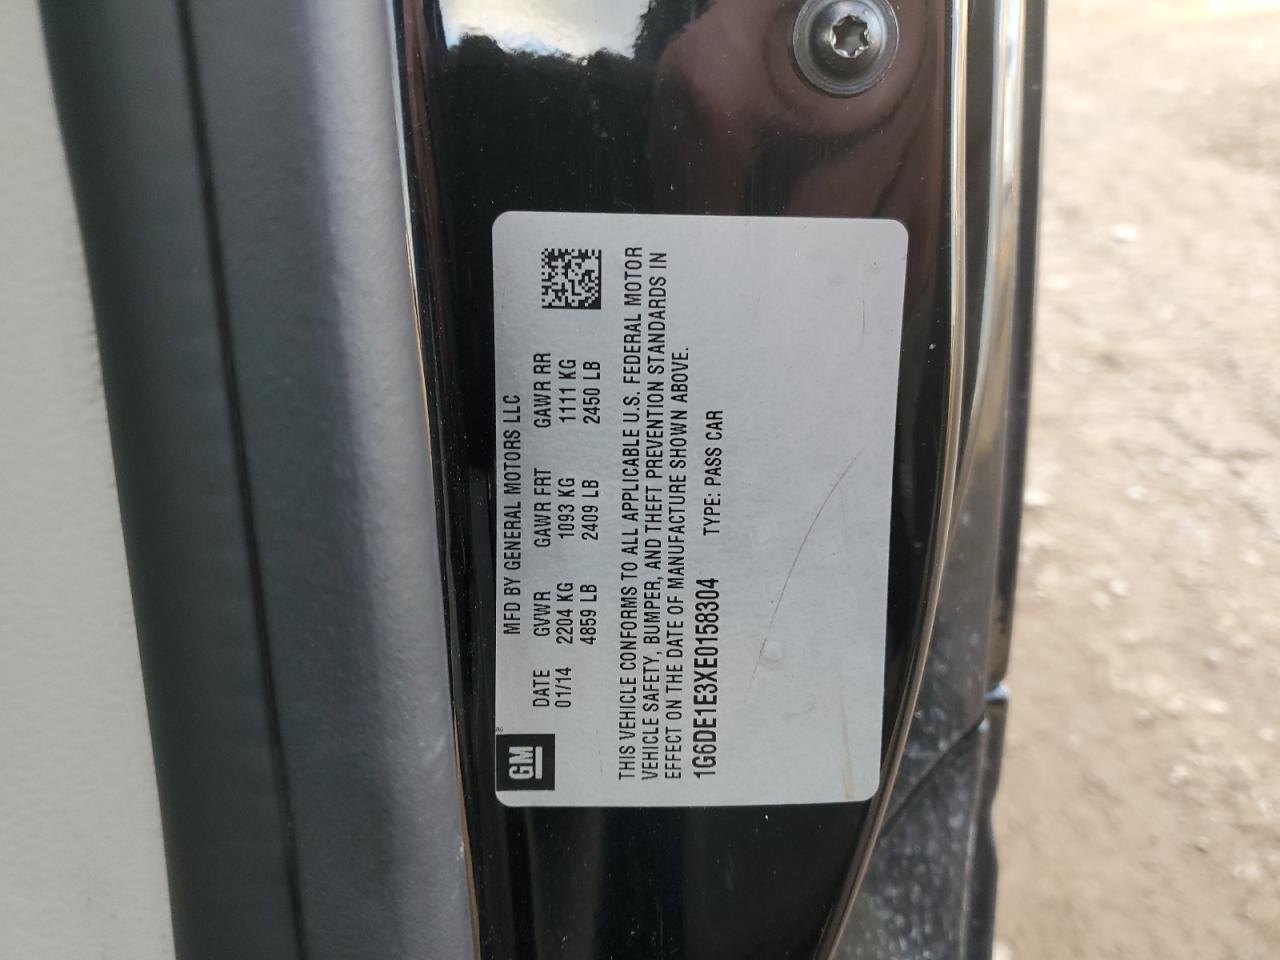 GM
MFD BY GENERAL MOTORS LLC
DATE GVWR GAWR FRT GAWR RR
01/14 2204 KG 1093 KG 1111 KG
4859 LB 2409 LB 2450 LB
THIS VEHICLE CONFORMS TO ALL APPLICABLE U.S. FEDERAL MOTOR
VEHICLE SAFETY, BUMPER, AND THEFT PREVENTION STANDARDS IN
EFFECT ON THE DATE OF MANUFACTURE SHOWN ABOVE.
1G6DE1E3XE0158304 TYPE: PASS CAR